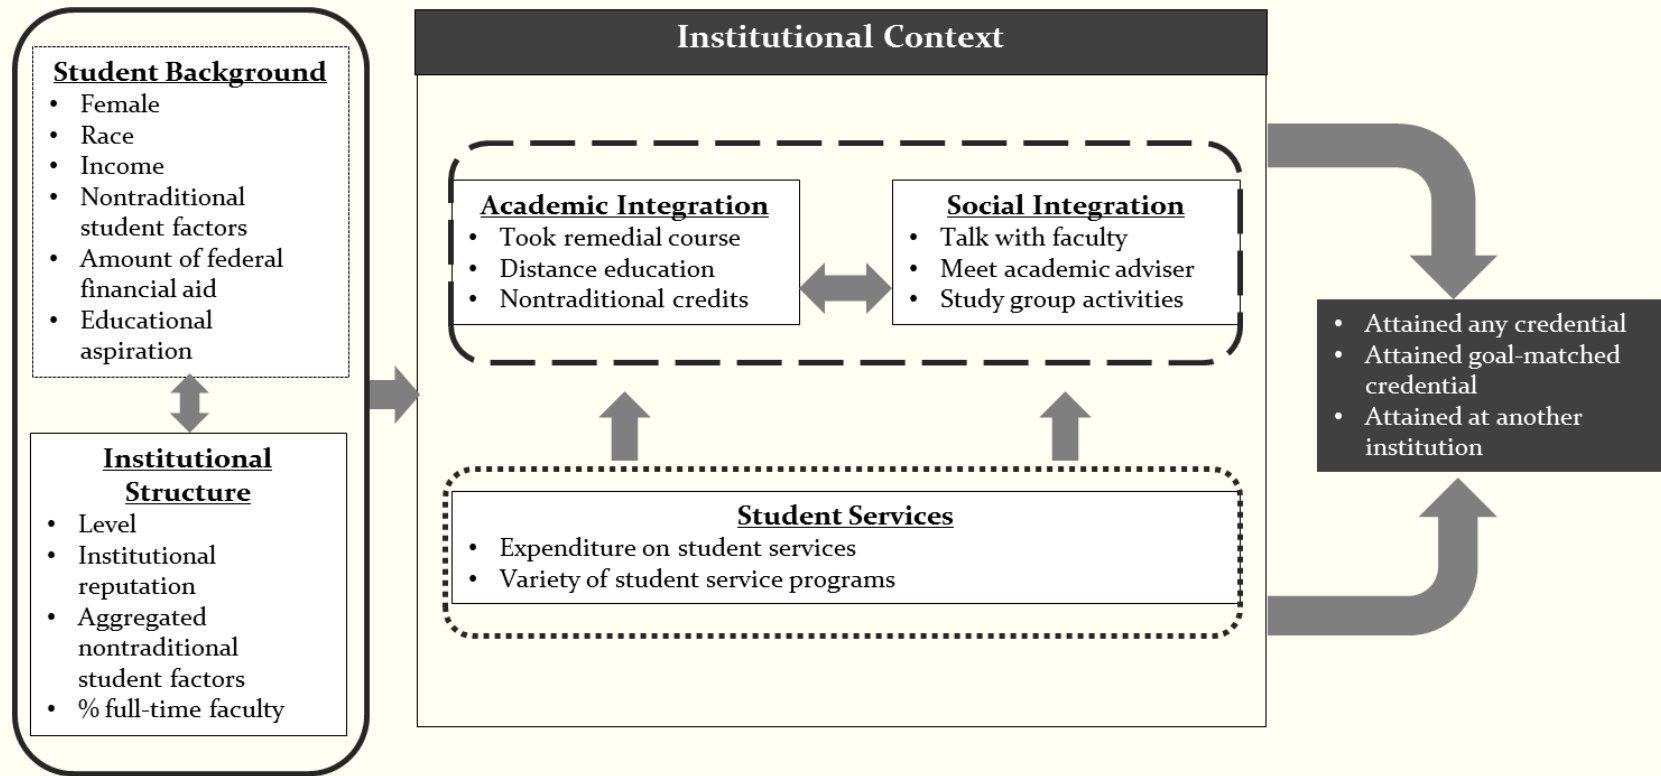 Student Background
• Female
• Race
• Income
• Nontraditional
student factors
• Amount of federal
financial aid
• Educational
aspiration
Institutional
Structure
• Level
• Institutional
reputation
• Aggregated
nontraditional
student factors
• % full-time faculty
Institutional Context
Academic Integration
• Took remedial course
• Distance education
• Nontraditional credits
Social Integration
• Talk with faculty
• Meet academic adviser
• Study group activities
Student Services
• Expenditure on student services
• Variety of student service programs
• Attained any credential
• Attained goal-matched
credential
• Attained at another
institution